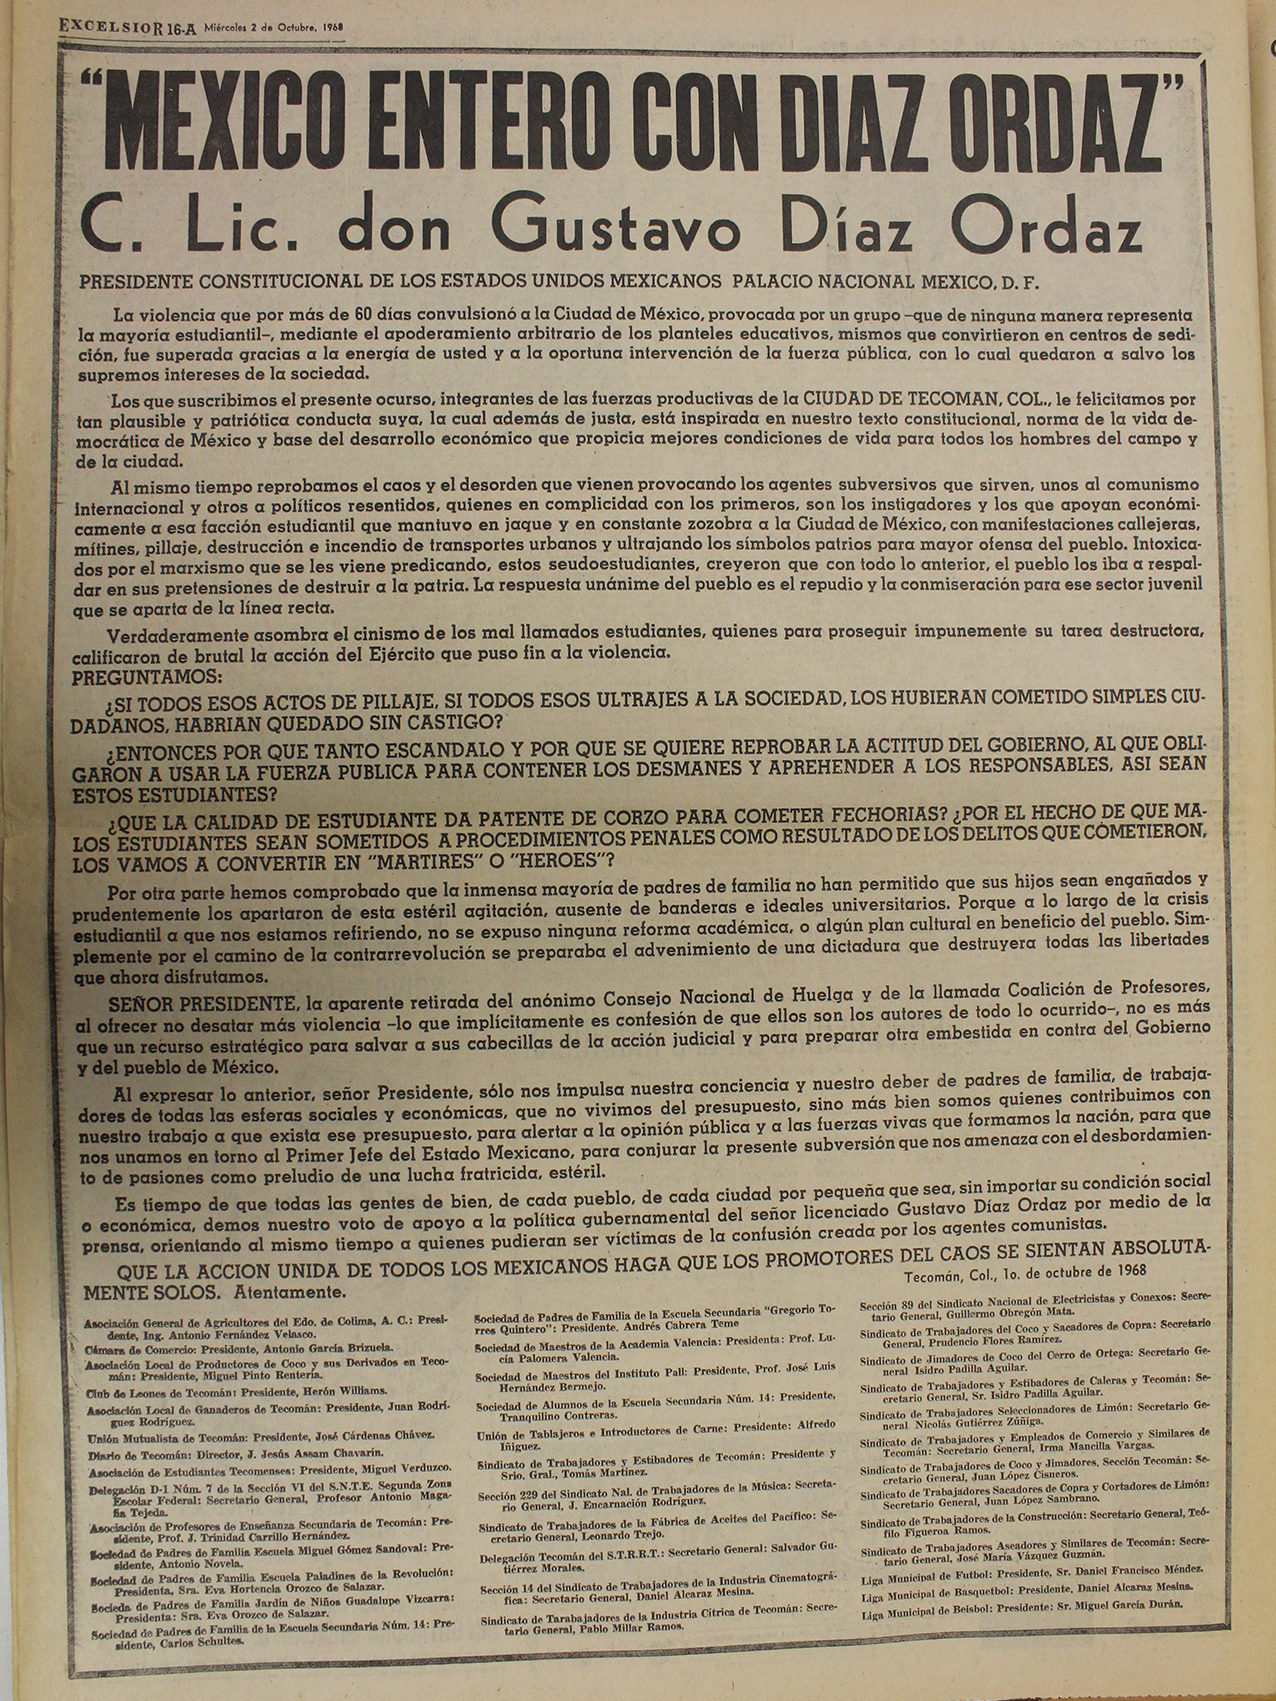 EXCELSIOR 16-A Miércoles 2 de Octubre, 1968
"MEXICO ENTERO CON DIAZ ORDAZ"
C. Lic. don Gustavo Díaz Ordaz
PRESIDENTE CONSTITUCIONAL DE LOS ESTADOS UNIDOS MEXICANOS PALACIO NACIONAL MEXICO, D. F.
La violencia que por más de 60 días convulsionó a la Ciudad de México, provocada por un grupo -que de ninguna manera representa
la mayoría estudiantil-, mediante el apoderamiento arbitrario de los planteles educativos, mismos que convirtieron en centros de sedi-
ción, fue superada gracias a la energía de usted y a la oportuna intervención de la fuerza pública, con lo cual quedaron a salvo los
supremos intereses de la sociedad.
Los que suscribimos el presente ocurso, integrantes de las fuerzas productivas de la CIUDAD DE TECOMAN, COL., le felicitamos por
tan plausible y patriótica conducta suya, la cual además de justa, está inspirada en nuestro texto constitucional, norma de la vida de-
mocrática de México y base del desarrollo económico que propicia mejores condiciones de vida para todos los hombres del campo y
de la ciudad.
Al mismo tiempo reprobamos el caos y el desorden que vienen provocando los agentes subversivos que sirven, unos al comunismo
internacional y otros a políticos resentidos, quienes en complicidad con los primeros, son los instigadores y los que apoyan económi-
camente a esa facción estudiantil que mantuvo en jaque y en constante zozobra a la Ciudad de México, con manifestaciones callejeras,
mítines, pillaje, destrucción e incendio de transportes urbanos y ultrajando los símbolos patrios para mayor ofensa del pueblo. Intoxica-
dos por el marxismo que se les viene predicando, estos seudoestudiantes, creyeron que con todo lo anterior, el pueblo los iba a respal-
dar en sus pretensiones de destruir a la patria. La respuesta unánime del pueblo es el repudio y la conmiseración para ese sector juvenil
que se aparta de la línea recta.
Verdaderamente asombra el cinismo de los mal llamados estudiantes, quienes para proseguir impunemente su tarea destructora,
calificaron de brutal la acción del Ejército que puso fin a la violencia.
PREGUNTAMOS:
¿SI TODOS ESOS ACTOS DE PILLAJE, SI TODOS ESOS ULTRAJES A LA SOCIEDAD, LOS HUBIERAN COMETIDO SIMPLES CIU-
DADANOS, HABRIAN QUEDADO SIN CASTIGO?
¿ENTONCES POR QUE TANTO ESCANDALO Y POR QUE SE QUIERE REPROBAR LA ACTITUD DEL GOBIERNO, AL QUE OBLI-
GARON A USAR LA FUERZA PUBLICA PARA CONTENER LOS DESMANES Y APREHENDER A LOS RESPONSABLES, ASI SEAN
ESTOS ESTUDIANTES?
¿QUE LA CALIDAD DE ESTUDIANTE DA PATENTE DE CORZO PARA COMETER FECHORIAS? ¿POR EL HECHO DE QUE MA-
LOS ESTUDIANTES SEAN SOMETIDOS A PROCEDIMIENTOS PENALES COMO RESULTADO DE LOS DELITOS QUE COMETIERON,
LOS VAMOS A CONVERTIR EN "MARTIRES" O "HEROES"?
Por otra parte hemos comprobado que la inmensa mayoría de padres de familia no han permitido que sus hijos sean engañados y
prudentemente los apartaron de esta estéril agitación, ausente de banderas e ideales universitarios. Porque a lo largo de la crisis
estudiantil a que nos estamos refiriendo, no se expuso ninguna reforma académica, o algún plan cultural en beneficio del pueblo. Sim-
plemente por el camino de la contrarrevolución se preparaba el advenimiento de una dictadura que destruyera todas las libertades
que ahora disfrutamos.
SEÑOR PRESIDENTE, la aparente retirada del anónimo Consejo Nacional de Huelga y de la llamada Coalición de Profesores,
al ofrecer no desatar más violencia -lo que implícitamente es confesión de que ellos son los autores de todo lo ocurrido-, no es más
que un recurso estratégico para salvar a sus cabecillas de la acción judicial y para preparar otra embestida en contra del Gobierno
y del pueblo de México.
Al expresar lo anterior, señor Presidente, sólo nos impulsa nuestra conciencia y nuestro deber de padres de familia, de trabaja-
dores de todas las esferas sociales y económicas, que no vivimos del presupuesto, sino más bien somos quienes contribuimos con
nuestro trabajo a que exista ese presupuesto, para alertar a la opinión pública y a las fuerzas vivas que formamos la nación, para que
nos unamos en torno al Primer Jefe del Estado Mexicano, para conjurar la presente subversión que nos amenaza con el desbordamien-
to de pasiones como preludio de una lucha fratricida, estéril.
Es tiempo de que todas las gentes de bien, de cada pueblo, de cada ciudad por pequeña que sea, sin importar su condición social
o económica, demos nuestro voto de apoyo a la política gubernamental del señor licenciado Gustavo Díaz Ordaz por medio de la
prensa, orientando al mismo tiempo a quienes pudieran ser víctimas de la confusión creada por los agentes comunistas.
QUE LA ACCION UNIDA DE TODOS LOS MEXICANOS HAGA QUE LOS PROMOTORES DEL CAOS SE SIENTAN ABSOLUTA-
MENTE SOLOS. Atentamente.
Tecomán, Col., 1o. de octubre de 1968
Asociación General de Agricultores del Edo. de Colima, A. C.: Presi-
dente, Ing. Antonio Fernández Velasco.
Cámara de Comercio: Presidente, Antonio García Brizuela.
Asociación Local de Productores de Coco y sus Derivados en Teco-
mán: Presidente, Miguel Pinto Rentería.
Club de Leones de Tecomán: Presidente, Herón Williams.
Asociación Local de Ganaderos de Tecomán: Presidente, Juan Rodrí-
guez Rodríguez.
Unión Mutualista de Tecomán: Presidente, José Cárdenas Chávez.
Diario de Tecomán: Director, J. Jesús Assam Chavarín.
Asociación de Estudiantes Tecomenses: Presidente, Miguel Verduzco.
Delegación D-1 Núm. 7 de la Sección VI del S.N.T.E. Segunda Zona
Escolar Federal: Secretario General, Profesor Antonio Maga-
ña Tejeda.
Asociación de Profesores de Enseñanza Secundaria de Tecomán: Pre-
sidente, Prof. J. Trinidad Carrillo Hernández.
Sociedad de Padres de Familia Escuela Miguel Gómez Sandoval: Pre-
sidente, Antonio Novela.
Sociedad de Padres de Familia Escuela Paladines de la Revolución:
Presidenta, Sra. Eva Hortencia Orozco de Salazar.
Socieda de Padres de Familia Jardín de Niños Guadalupe Vizcarra:
Presidenta: Sra. Eva Orozco de Salazar.
Sociedad de Padres de Familia de la Escuela Secundaria Núm. 14: Pre-
sidente, Carlos Schultes.
Sociedad de Padres de Familia de la Escuela Secundaria "Gregorio To-
rres Quintero": Presidente, Andrés Cabrera Teme
Sociedad de Maestros de la Academia Valencia: Presidenta: Prof. Lu-
cía Palomera Valencia.
Sociedad de Maestros del Instituto Pall: Presidente, Prof. José Luis
Hernández Bermejo.
Sociedad de Alumnos de la Escuela Secundaria Núm. 14: Presidente,
Tranquilino Contreras.
Unión de Tablajeros e Introductores de Carne: Presidente: Alfredo
Iñiguez.
Sindicato de Trabajadores y Estibadores de Tecomán: Presidente y
Srio. Gral., Tomás Martínez.
Sección 229 del Sindicato Nal. de Trabajadores de la Música: Secreta-
rio General, J. Encarnación Rodríguez.
Sindicato de Trabajadores de la Fábrica de Aceites del Pacífico: Se-
cretario General, Leonardo Trejo.
Delegación Tecomán del S.T.R.R.T.: Secretario General: Salvador Gu-
tiérrez Morales.
Sección 14 del Sindicato de Trabajadores de la Industria Cinematográ-
fica: Secretario General, Daniel Alcaraz Mesina.
Sindicato de Tarabajadores de la Industria Cítrica de Tecomán: Secre-
tario General, Pablo Millar Ramos.
Sección 89 del Sindicato Nacional de Electricistas y Conexos: Secre-
tario General, Guillermo Obregón Mata.
Sindicato de Trabajadores del Coco y Sacadores de Copra: Secretario
General, Prudencio Flores Ramírez.
Sindicato de Jimadores de Coco del Cerro de Ortega: Secretario Ge-
neral Isidro Padilla Aguilar.
Sindicato de Trabajadores y Estibadores de Caleras y Tecomán: Se-
cretario General, Sr. Isidro Padilla Aguilar.
Sindicato de Trabajadores Seleccionadores de Limón: Secretario Ge-
neral Nicolás Gutiérrez Zúñiga.
Sindicato de Trabajadores y Empleados de Comercio y Similares de
Tecomán: Secretario General, Irma Mancilla Vargas.
Sindicato de Trabajadores de Coco y Jimadores, Sección Tecomán: Se-
cretario General, Juan López Cisneros.
Sindicato de Trabajadores Sacadores de Copra y Cortadores de Limón:
Secretario General, Juan López Sambrano.
Sindicato de Trabajadores de la Construcción: Secretario General, Teó-
filo Figueroa Ramos.
Sindicato de Trabajadores Aseadores y Similares de Tecomán: Secre-
tario General, José María Vázquez Guzmán.
Liga Municipal de Futbol: Presidente, Sr. Daniel Francisco Méndez.
Liga Municipal de Basquetbol: Presidente, Daniel Alcaraz Mesina.
Liga Municipal de Beisbol: Presidente: Sr. Miguel García Durán.